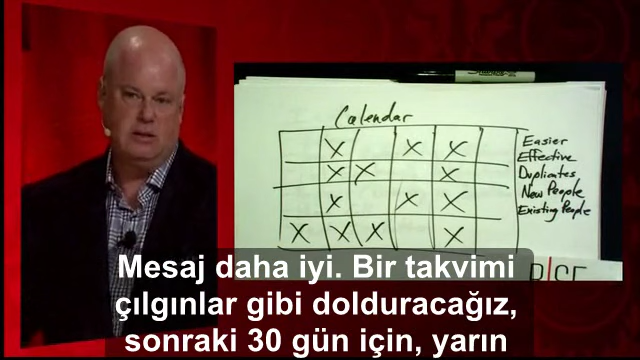 Calendar
X X X
X X X
X X X
X X X X
Easier
Effective
Duplicates
New People
Existing People
Mesaj daha iyi. Bir takvimi
çılgınlar gibi dolduracağız,
sonraki 30 gün için, yarın